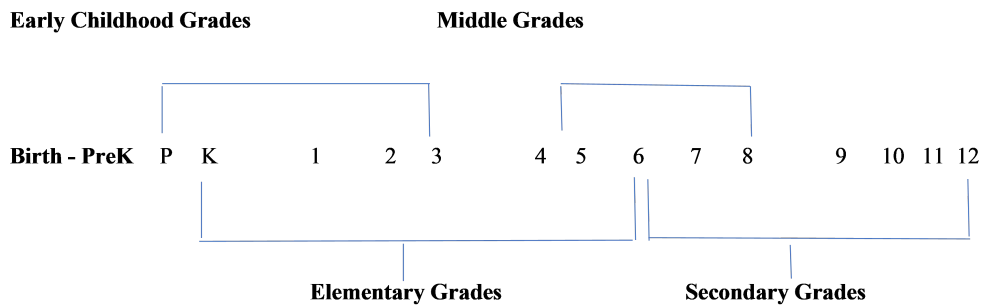 Early Childhood Grades Middle Grades
Birth - PreK P K 1 2 3 4 5 6 7 8 9 10 11 12
Elementary Grades Secondary Grades